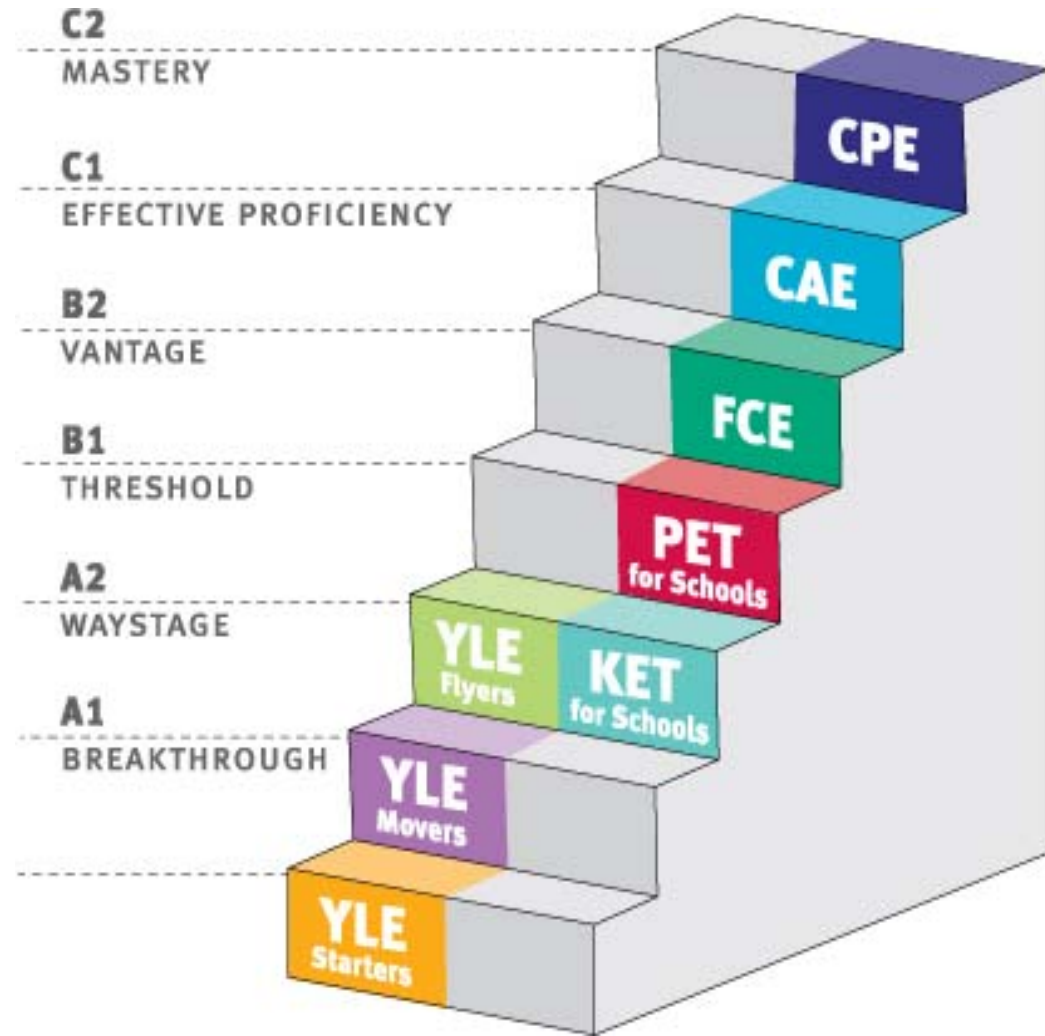 C2
MASTERY
C1
EFFECTIVE PROFICIENCY
B2
VANTAGE
B1
THRESHOLD
A2
WAYSTAGE
A1
BREAKTHROUGH
CPE
CAE
FCE
PET
for Schools
YLE
Flyers
KET
for Schools
YLE
Movers
YLE
Starters